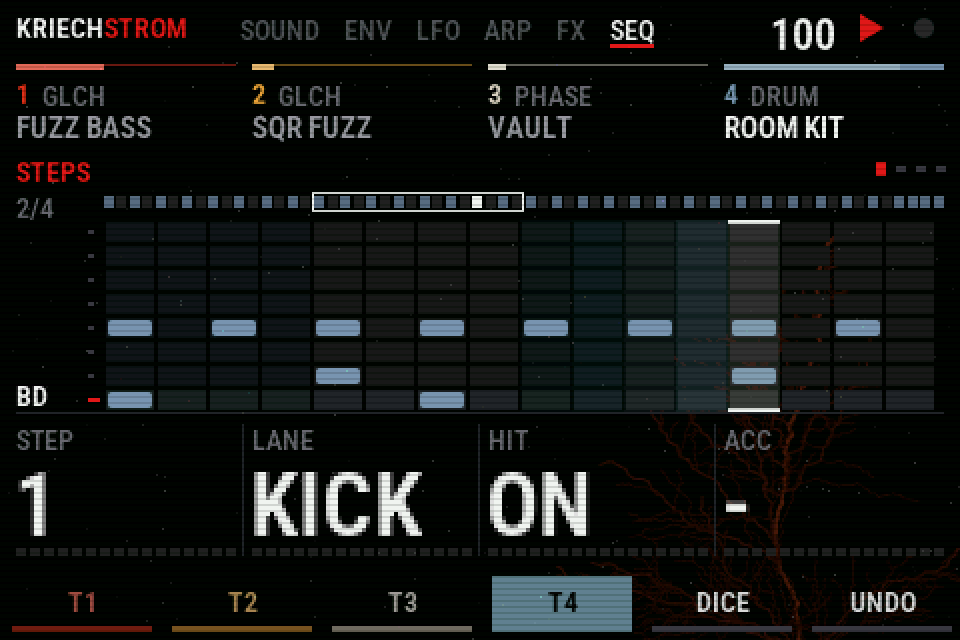 KRIECHSTROM SOUND ENV LFO ARP FX SEQ 100
1 GLCH 2 GLCH 3 PHASE 4 DRUM
FUZZ BASS SQR FUZZ VAULT ROOM KIT
STEPS
2/4
BD
STEP LANE HIT ACC
1 KICK ON -
T1 T2 T3 T4 DICE UNDO